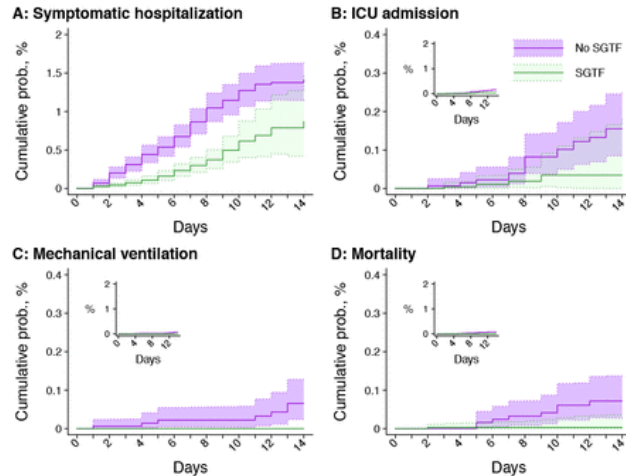 A: Symptomatic hospitalization
Cumulative prob., %
2
1.5
1
0.5
0
0 2 4 6 8 10 12 14
Days
B: ICU admission
Cumulative prob., %
0.4
0.3
0.2
0.1
0
0 2 4 6 8 10 12 14
Days
%
2
1
0
0 4 8 12
Days
No SGTF
SGTF
C: Mechanical ventilation
Cumulative prob., %
0.4
0.3
0.2
0.1
0
0 2 4 6 8 10 12 14
Days
%
2
1
0
0 4 8 12
Days
D: Mortality
Cumulative prob., %
0.4
0.3
0.2
0.1
0
0 2 4 6 8 10 12 14
Days
%
2
1
0
0 4 8 12
Days